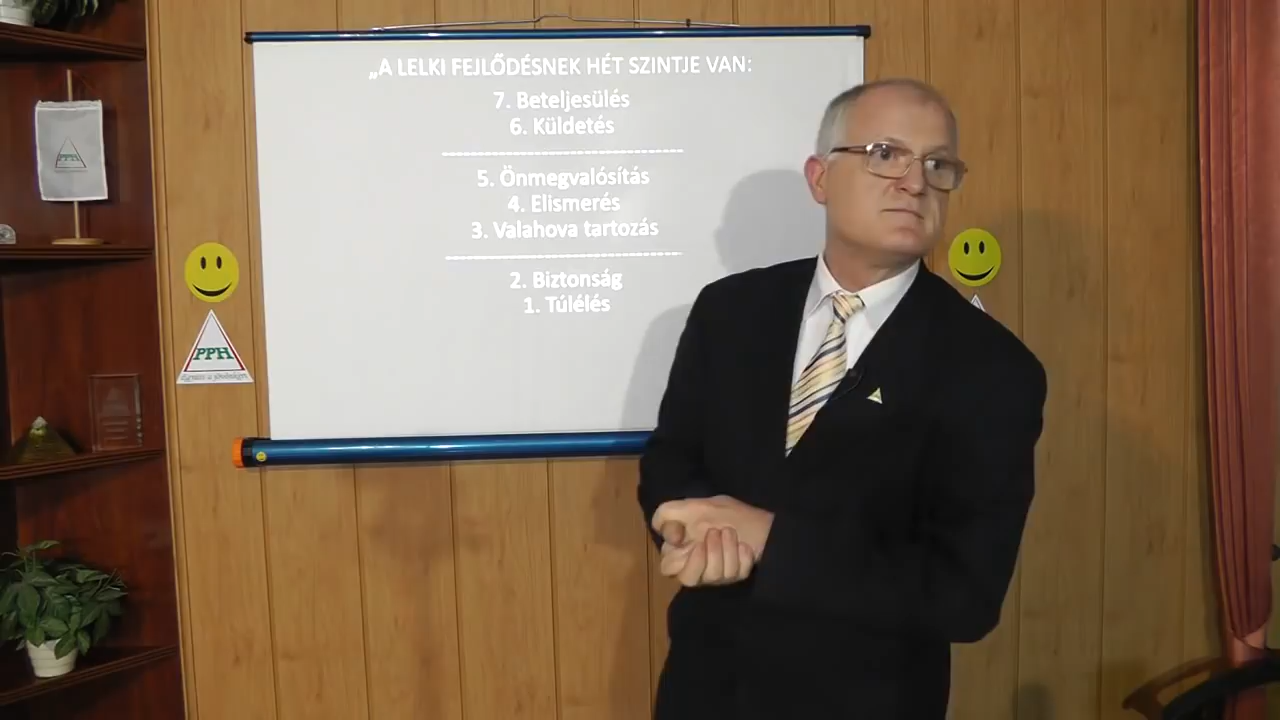 „A LELKI FEJLŐDÉSNEK HÉT SZINTJE VAN:
7. Beteljesülés
6. Küldetés
5. Önmegvalósítás
4. Elismerés
3. Valahova tartozás
2. Biztonság
1. Túlélés
PPH
PPH